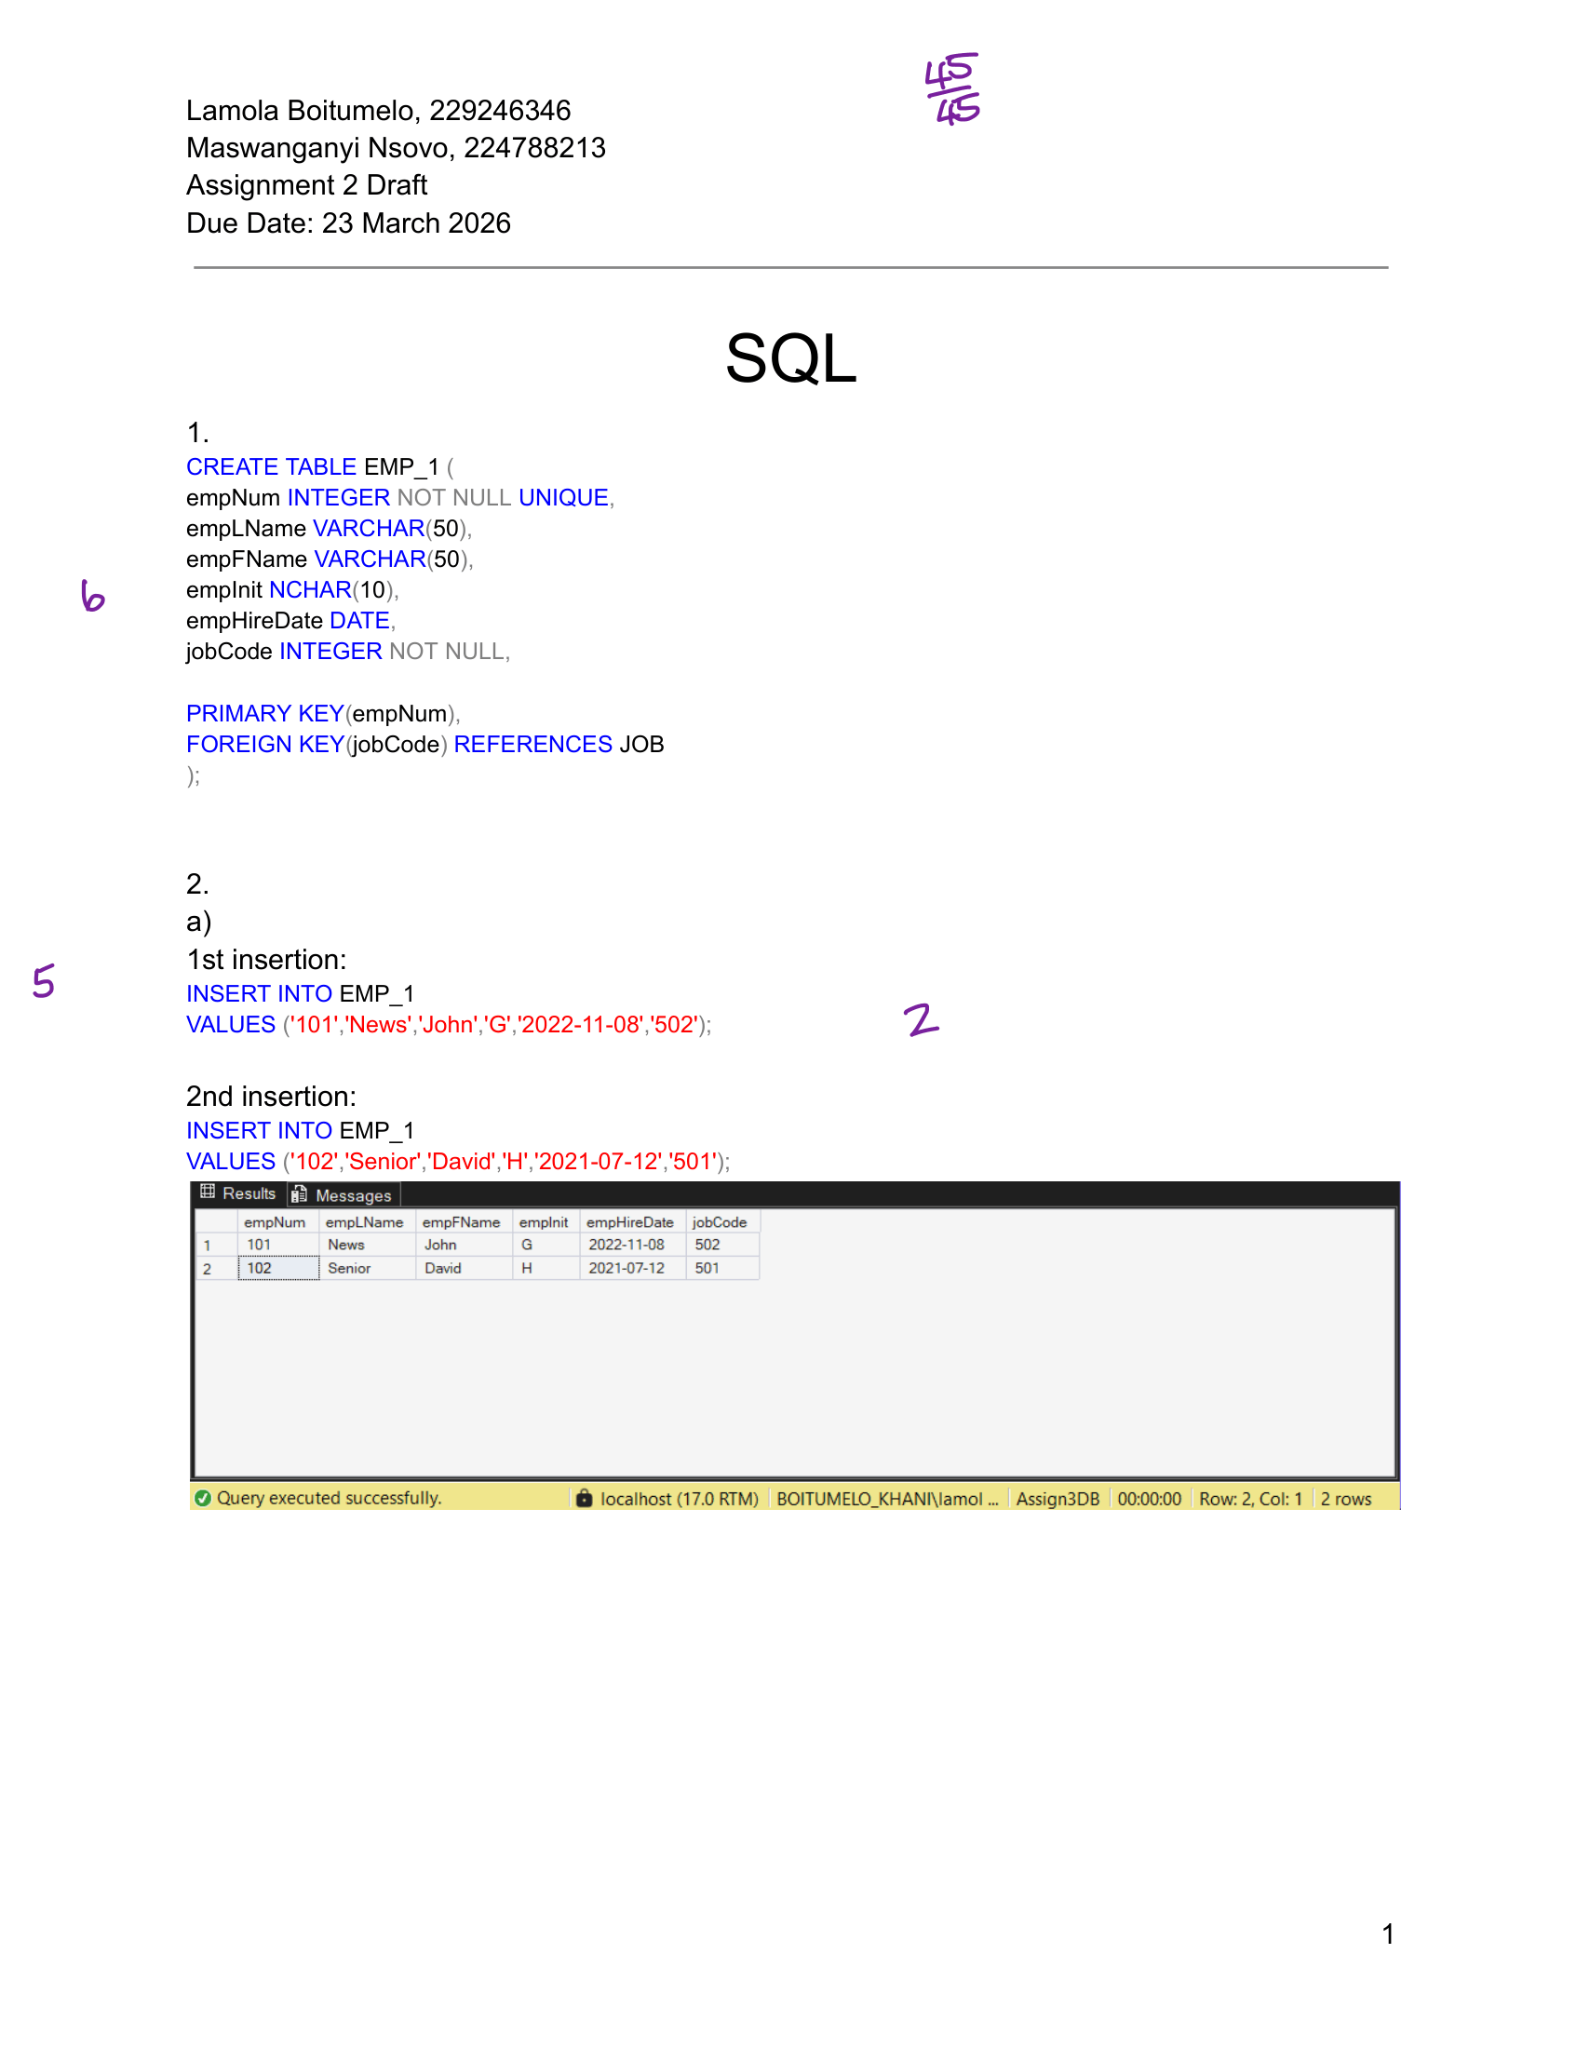 45
45
Lamola Boitumelo, 229246346
Maswanganyi Nsovo, 224788213
Assignment 2 Draft
Due Date: 23 March 2026
SQL
1.
CREATE TABLE EMP_1 (
empNum INTEGER NOT NULL UNIQUE,
empLName VARCHAR(50),
empFName VARCHAR(50),
6
empInit NCHAR(10),
empHireDate DATE,
jobCode INTEGER NOT NULL,
PRIMARY KEY(empNum),
FOREIGN KEY(jobCode) REFERENCES JOB
);
2.
a)
1st insertion:
5
INSERT INTO EMP_1
VALUES ('101','News','John','G','2022-11-08','502');
2
2nd insertion:
INSERT INTO EMP_1
VALUES ('102','Senior','David','H','2021-07-12','501');
Results Messages
empNum empLName empFName empInit empHireDate jobCode
1 101 News John G 2022-11-08 502
2 102 Senior David H 2021-07-12 501
Query executed successfully. localhost (17.0 RTM) BOITUMELO_KHANI\lamol ... Assign3DB 00:00:00 Row: 2, Col: 1 2 rows
1